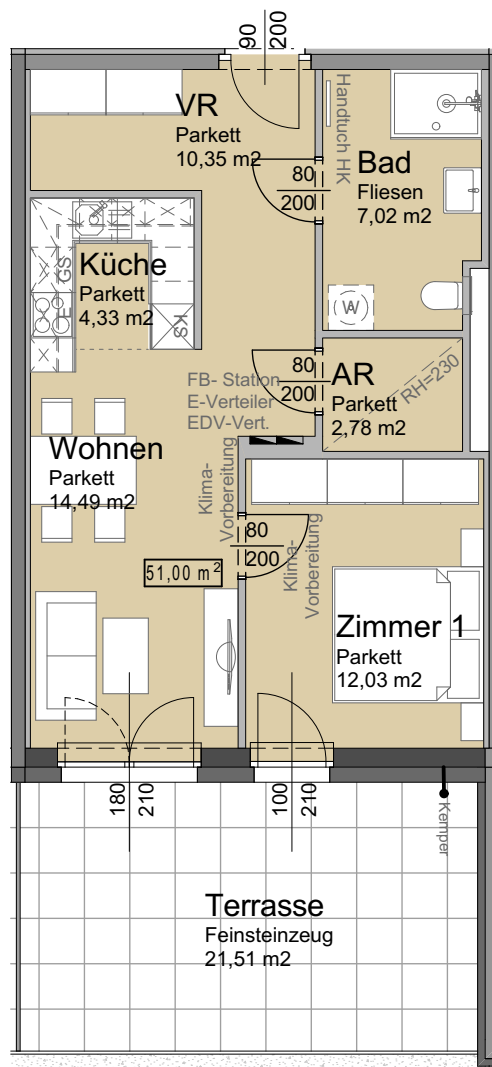 90
200
VR
Parkett
10,35 m2
Handtuch HK
Bad
Fliesen
7,02 m2
80
200
Küche
Parkett
4,33 m2
GS
E
KS
W
80
200
AR
Parkett
2,78 m2
RH=230
FB- Station
E-Verteiler
EDV-Vert.
Wohnen
Parkett
14,49 m2
Klima-
Vorbereitung
80
200
Klima-
Vorbereitung
51,00 m²
Zimmer 1
Parkett
12,03 m2
180
210
100
210
Kemper
Terrasse
Feinsteinzeug
21,51 m2